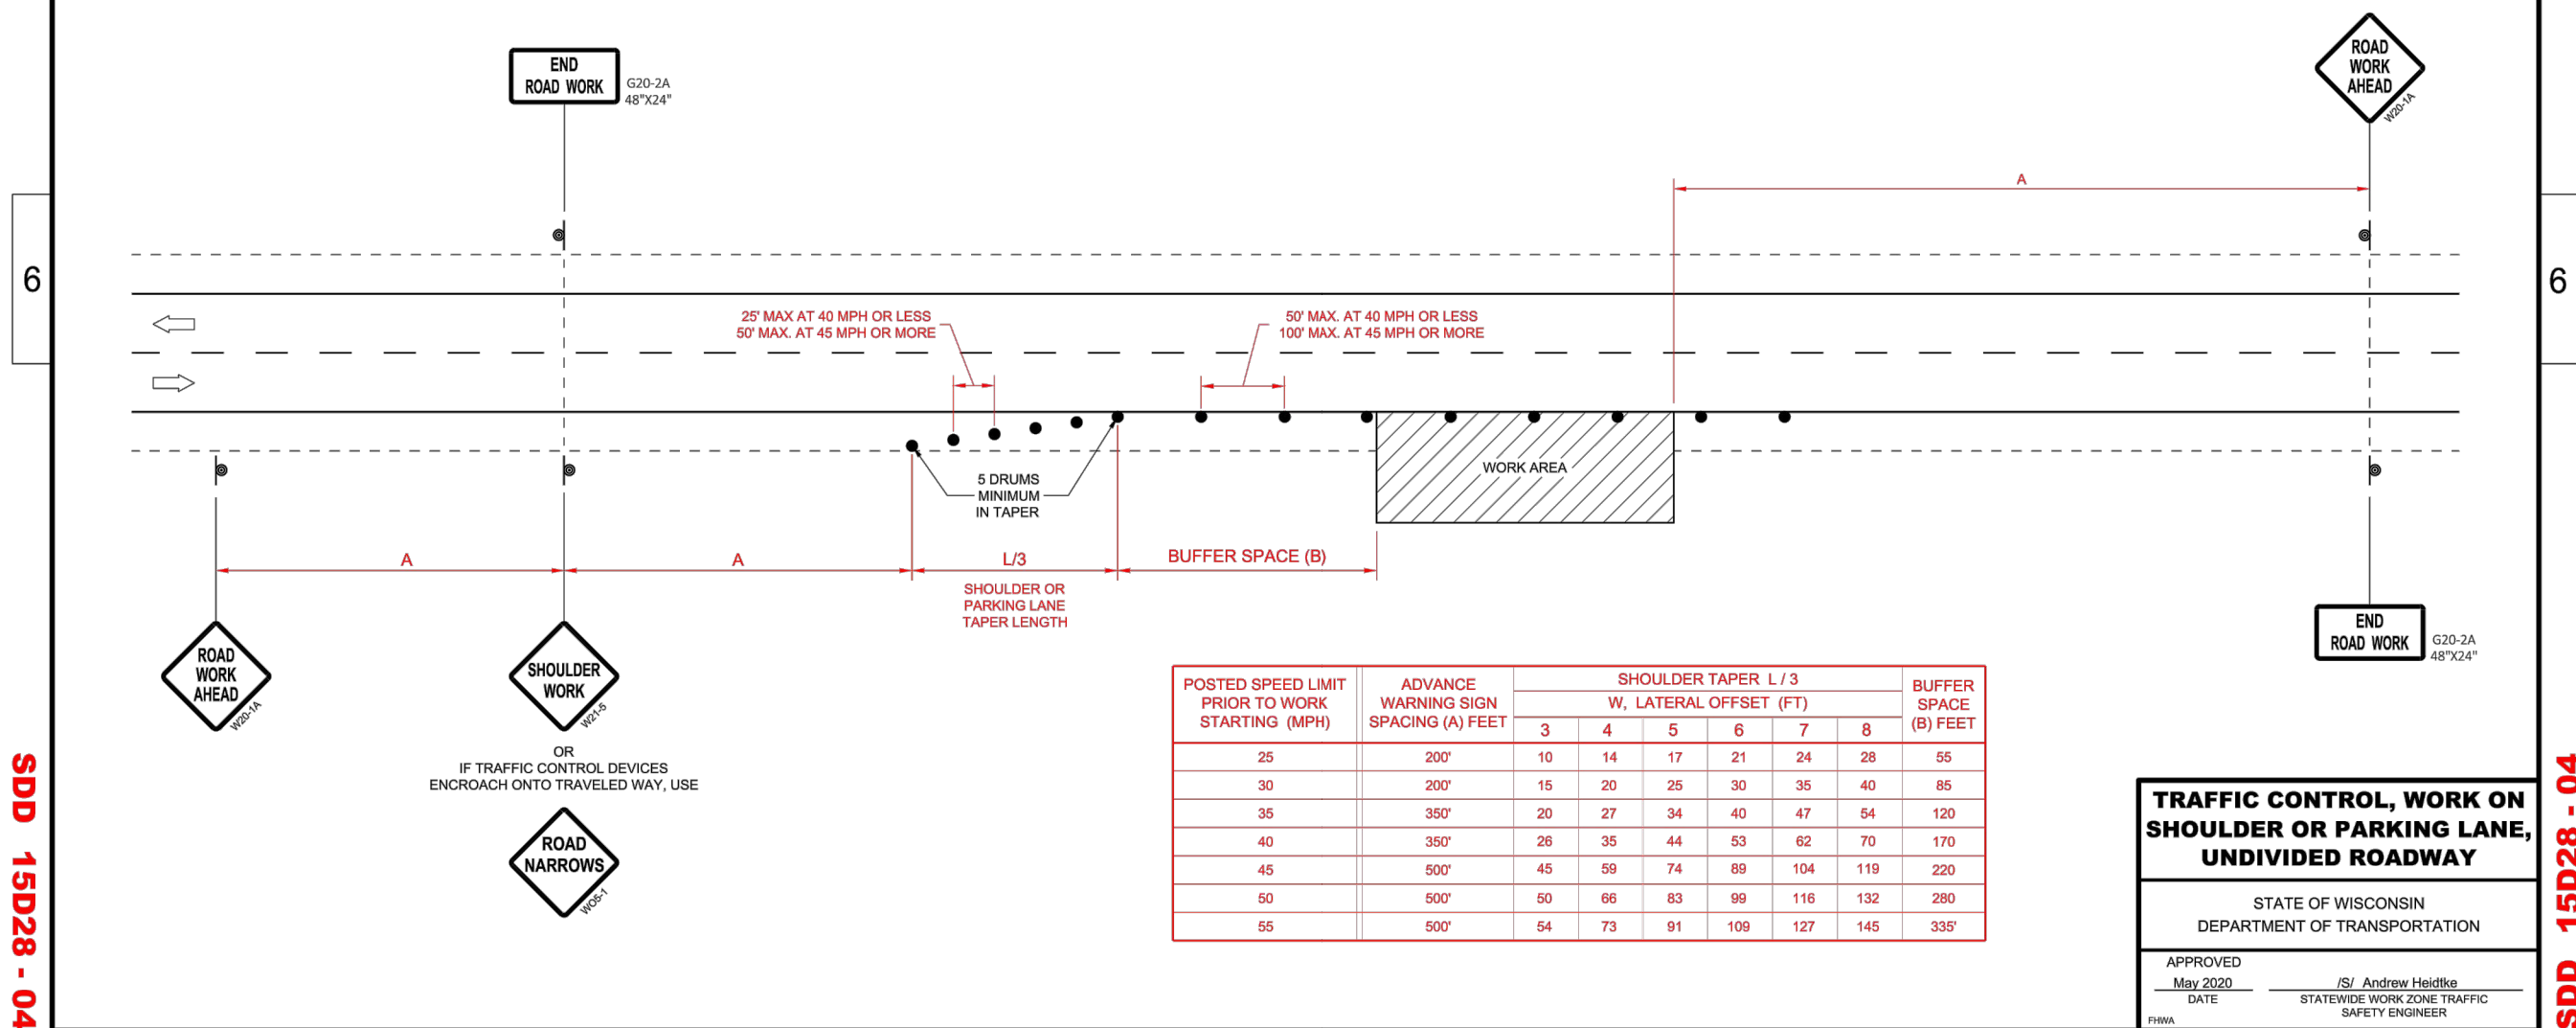 END
ROAD WORK
G20-2A
48"X24"
ROAD
WORK
AHEAD
W20-1A
A
6
6
25' MAX AT 40 MPH OR LESS
50' MAX. AT 45 MPH OR MORE
50' MAX. AT 40 MPH OR LESS
100' MAX. AT 45 MPH OR MORE
5 DRUMS
MINIMUM
IN TAPER
WORK AREA
A
A
L/3
BUFFER SPACE (B)
SHOULDER OR
PARKING LANE
TAPER LENGTH
ROAD
WORK
AHEAD
W20-1A
SHOULDER
WORK
W21-5
OR
IF TRAFFIC CONTROL DEVICES
ENCROACH ONTO TRAVELED WAY, USE
ROAD
NARROWS
WO5-1
END
ROAD WORK
G20-2A
48"X24"
POSTED SPEED LIMIT
PRIOR TO WORK
STARTING (MPH)
ADVANCE
WARNING SIGN
SPACING (A) FEET
SHOULDER TAPER L / 3
W, LATERAL OFFSET (FT)
BUFFER
SPACE
(B) FEET
3 4 5 6 7 8
25 200' 10 14 17 21 24 28 55
30 200' 15 20 25 30 35 40 85
35 350' 20 27 34 40 47 54 120
40 350' 26 35 44 53 62 70 170
45 500' 45 59 74 89 104 119 220
50 500' 50 66 83 99 116 132 280
55 500' 54 73 91 109 127 145 335'
SDD 15D28 - 04
SDD 15D28 - 04
TRAFFIC CONTROL, WORK ON
SHOULDER OR PARKING LANE,
UNDIVIDED ROADWAY
STATE OF WISCONSIN
DEPARTMENT OF TRANSPORTATION
APPROVED
May 2020
DATE
/S/ Andrew Heidtke
STATEWIDE WORK ZONE TRAFFIC
SAFETY ENGINEER
FHWA